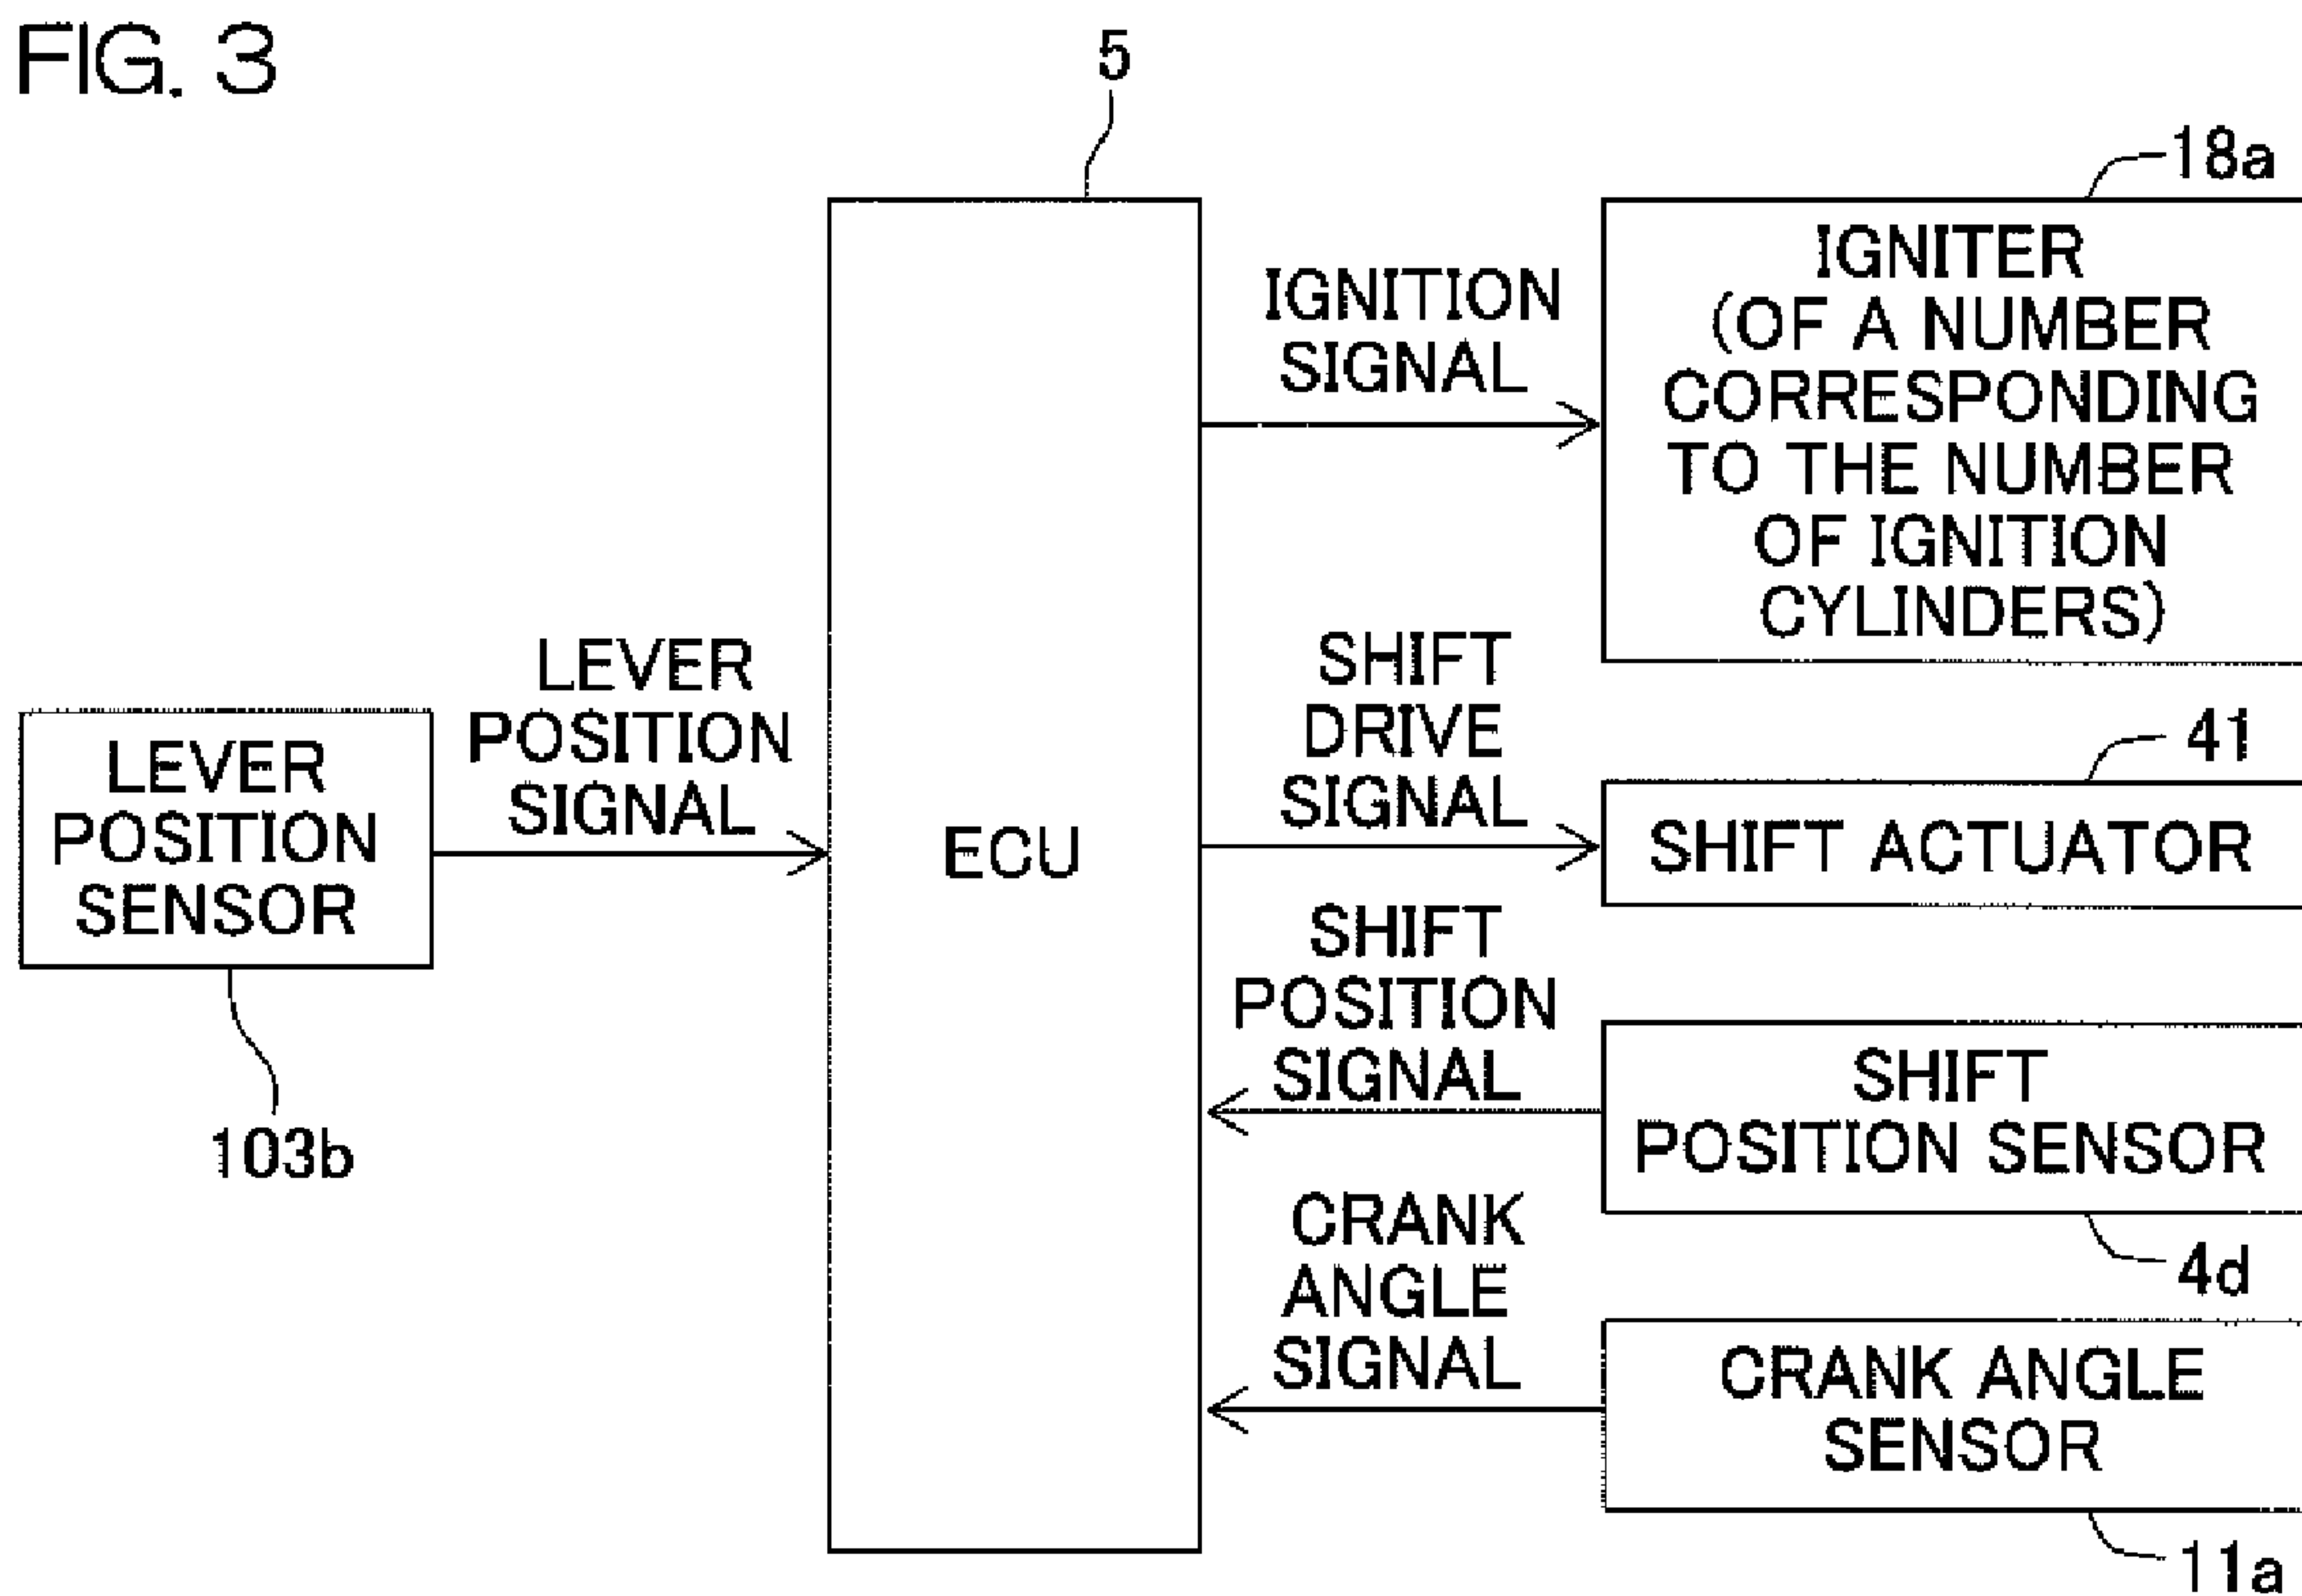 FIG. 3
5
18a
IGNITER
(OF A NUMBER
CORRESPONDING
TO THE NUMBER
OF IGNITION
CYLINDERS)
IGNITION
SIGNAL
LEVER
POSITION
SENSOR
103b
LEVER
POSITION
SIGNAL
ECU
SHIFT
DRIVE
SIGNAL
41
SHIFT ACTUATOR
SHIFT
POSITION
SIGNAL
SHIFT
POSITION SENSOR
4d
CRANK
ANGLE
SIGNAL
CRANK ANGLE
SENSOR
11a